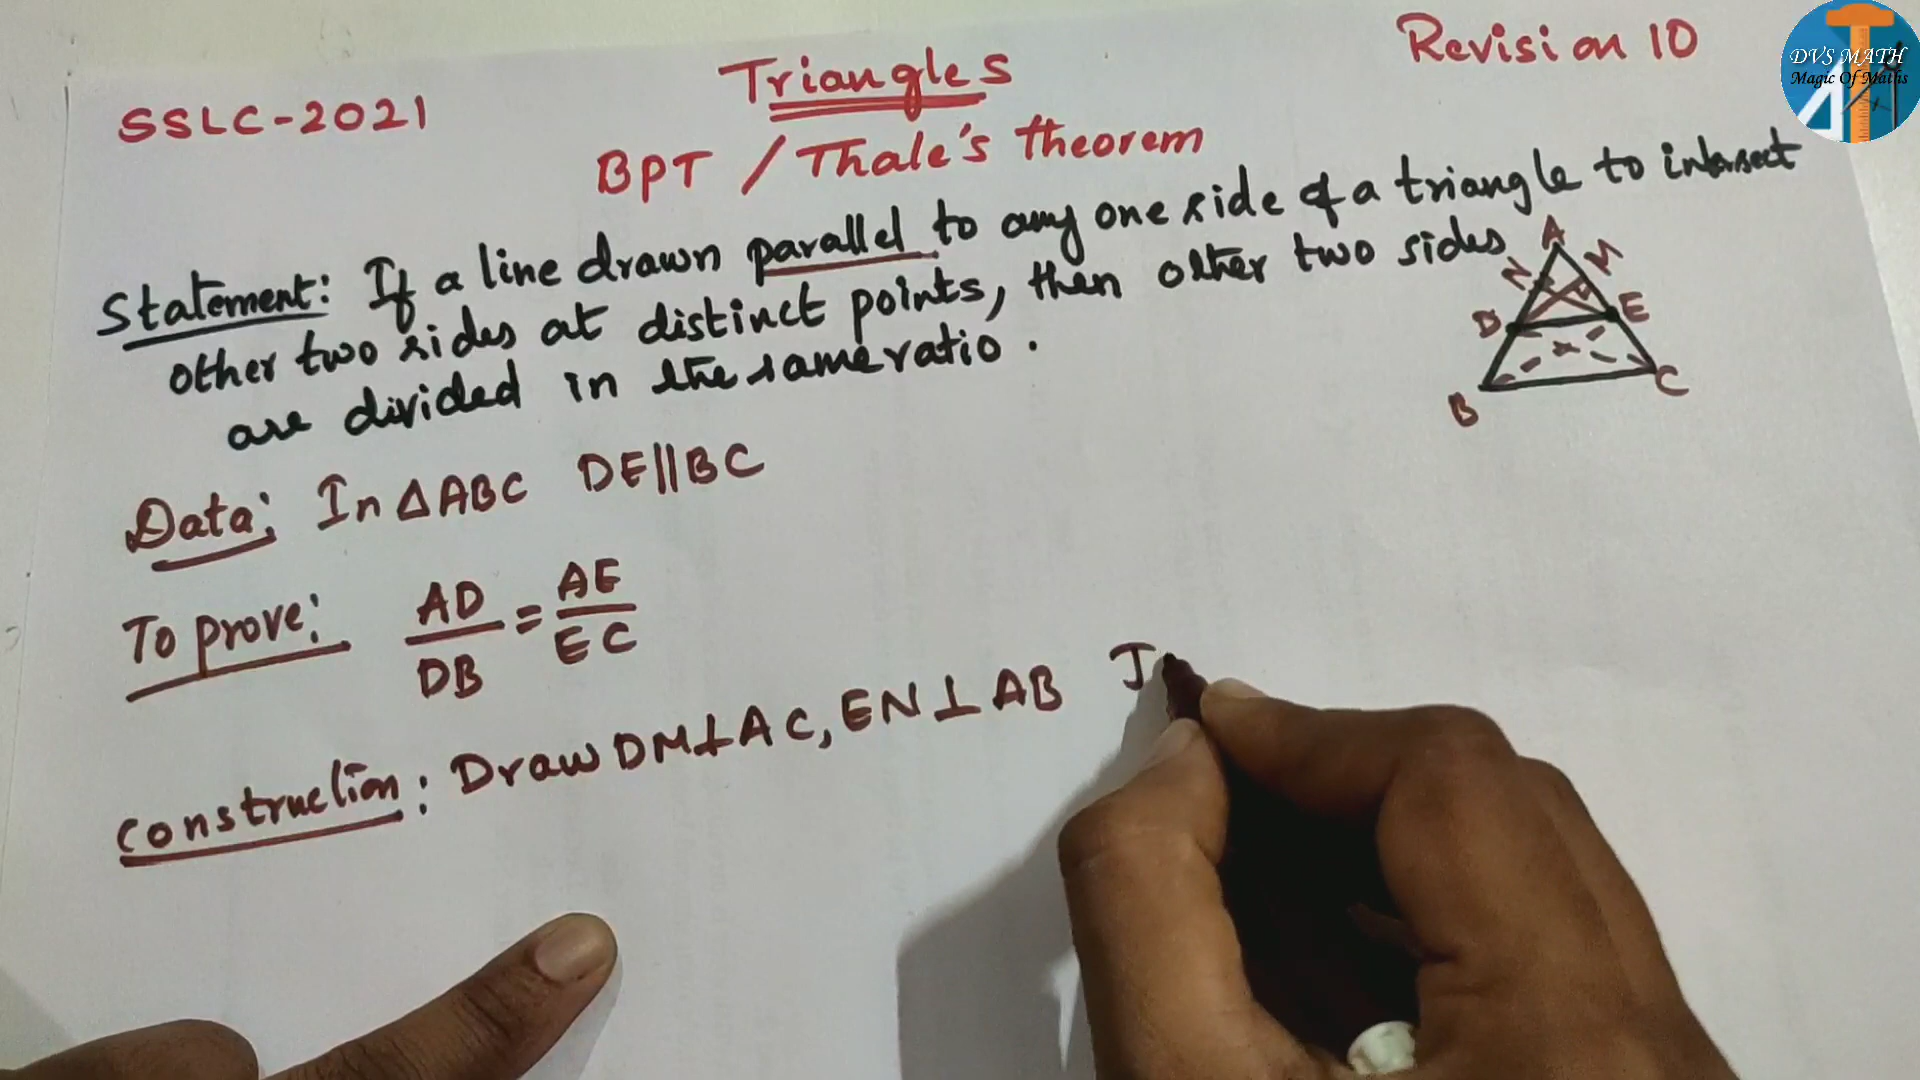 Revision 10
DVS MATH
Magic Of Maths
Triangles
SSLC-2021
BPT / Thale's theorem
Statement: If a line drawn parallel to any one side of a triangle to intersect
other two sides at distinct points, then other two sides
are divided in the same ratio.
A
N M
D E
B C
Data: In △ABC DE||BC
To prove: AD/DB = AE/EC
Construction: Draw DM⊥AC, EN⊥AB J